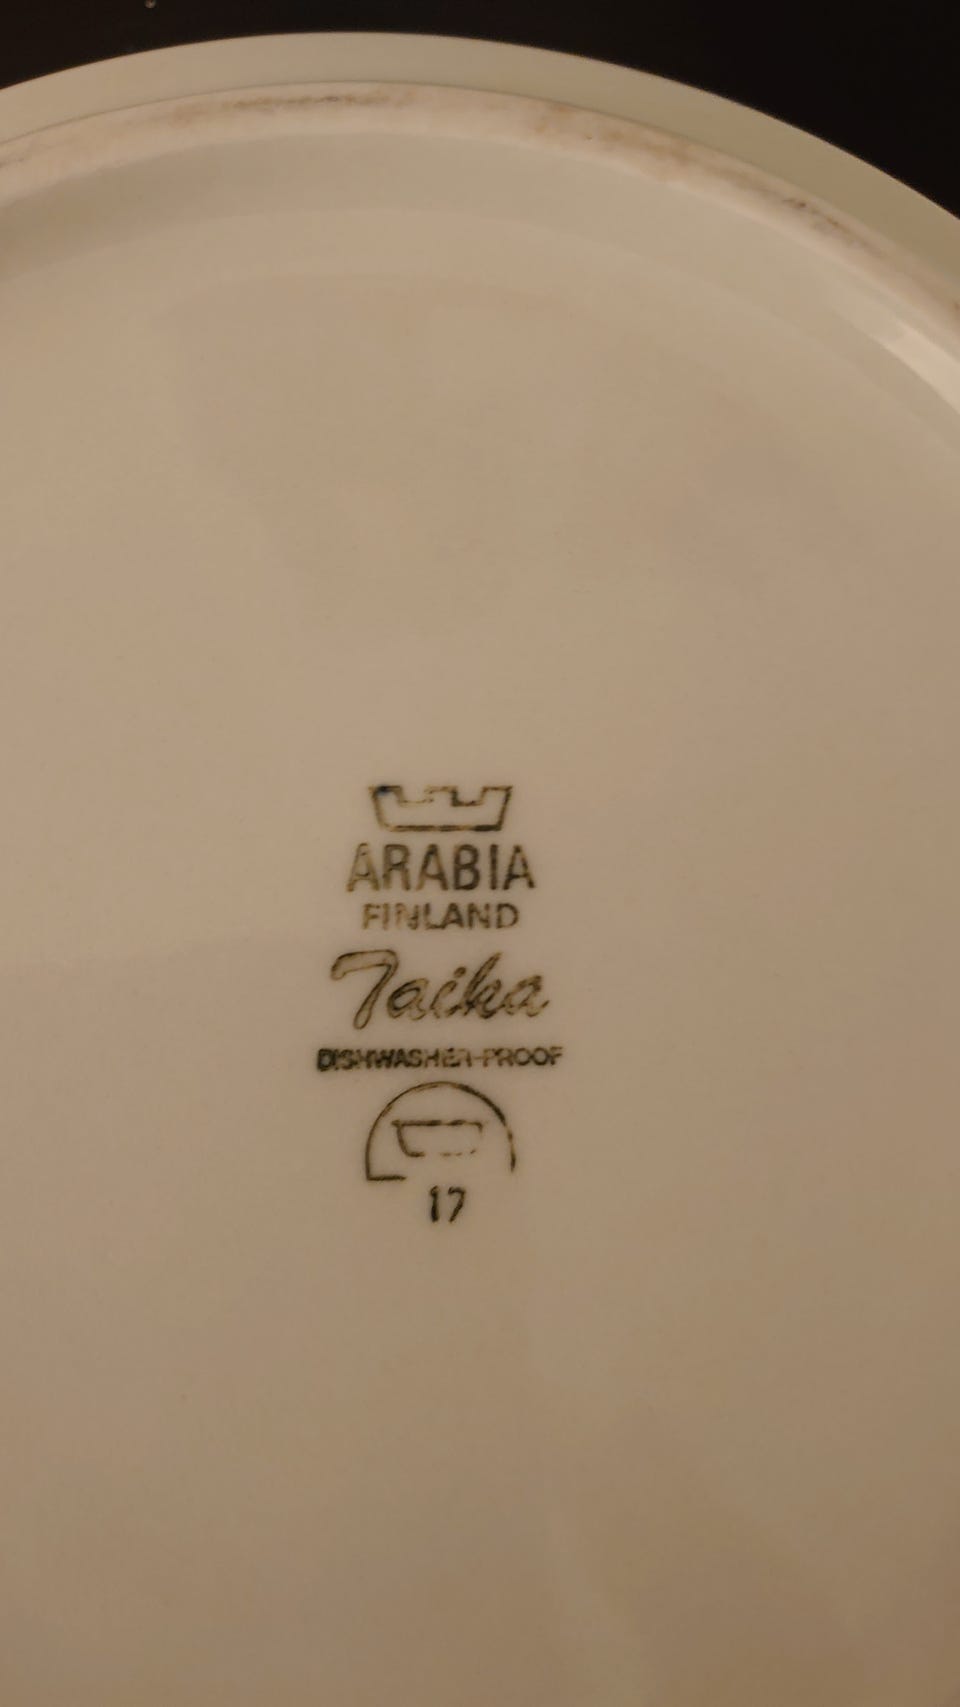 ARABIA
FINLAND
Taika
DISHWASHER-PROOF
17